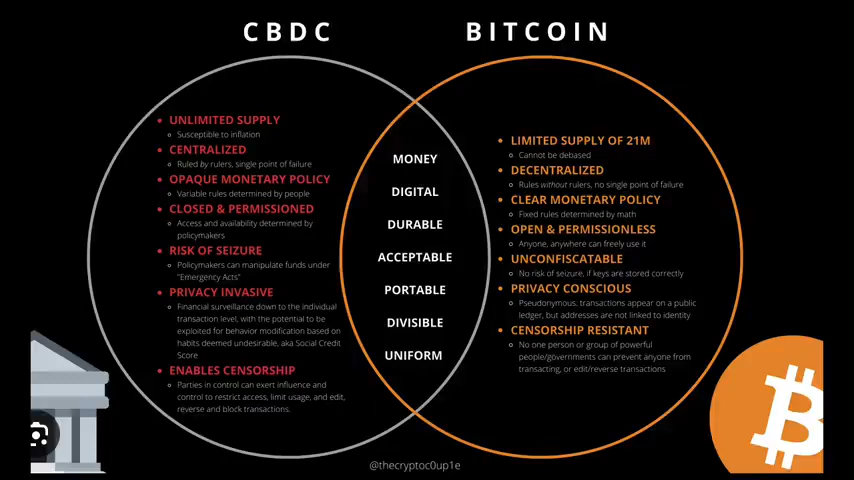 CBDC
BITCOIN
UNLIMITED SUPPLY
Susceptible to inflation
CENTRALIZED
Ruled by rulers, single point of failure
OPAQUE MONETARY POLICY
Variable rules determined by people
CLOSED & PERMISSIONED
Access and availability determined by
policymakers
RISK OF SEIZURE
Policymakers can manipulate funds under
"Emergency Acts"
PRIVACY INVASIVE
Financial surveillance down to the individual
transaction level, with the potential to be
exploited for behavior modification based on
habits deemed undesirable, aka Social Credit
Score
ENABLES CENSORSHIP
Parties in control can exert influence and
control to restrict access, limit usage, and edit,
reverse and block transactions.
MONEY
DIGITAL
DURABLE
ACCEPTABLE
PORTABLE
DIVISIBLE
UNIFORM
LIMITED SUPPLY OF 21M
Cannot be debased
DECENTRALIZED
Rules without rulers, no single point of failure
CLEAR MONETARY POLICY
Fixed rules determined by math
OPEN & PERMISSIONLESS
Anyone, anywhere can freely use it
UNCONFISCATABLE
No risk of seizure, if keys are stored correctly
PRIVACY CONSCIOUS
Pseudonymous, transactions appear on a public
ledger, but addresses are not linked to identity
CENSORSHIP RESISTANT
No one person or group of powerful
people/governments can prevent anyone from
transacting, or edit/reverse transactions
@thecryptoc0up1e